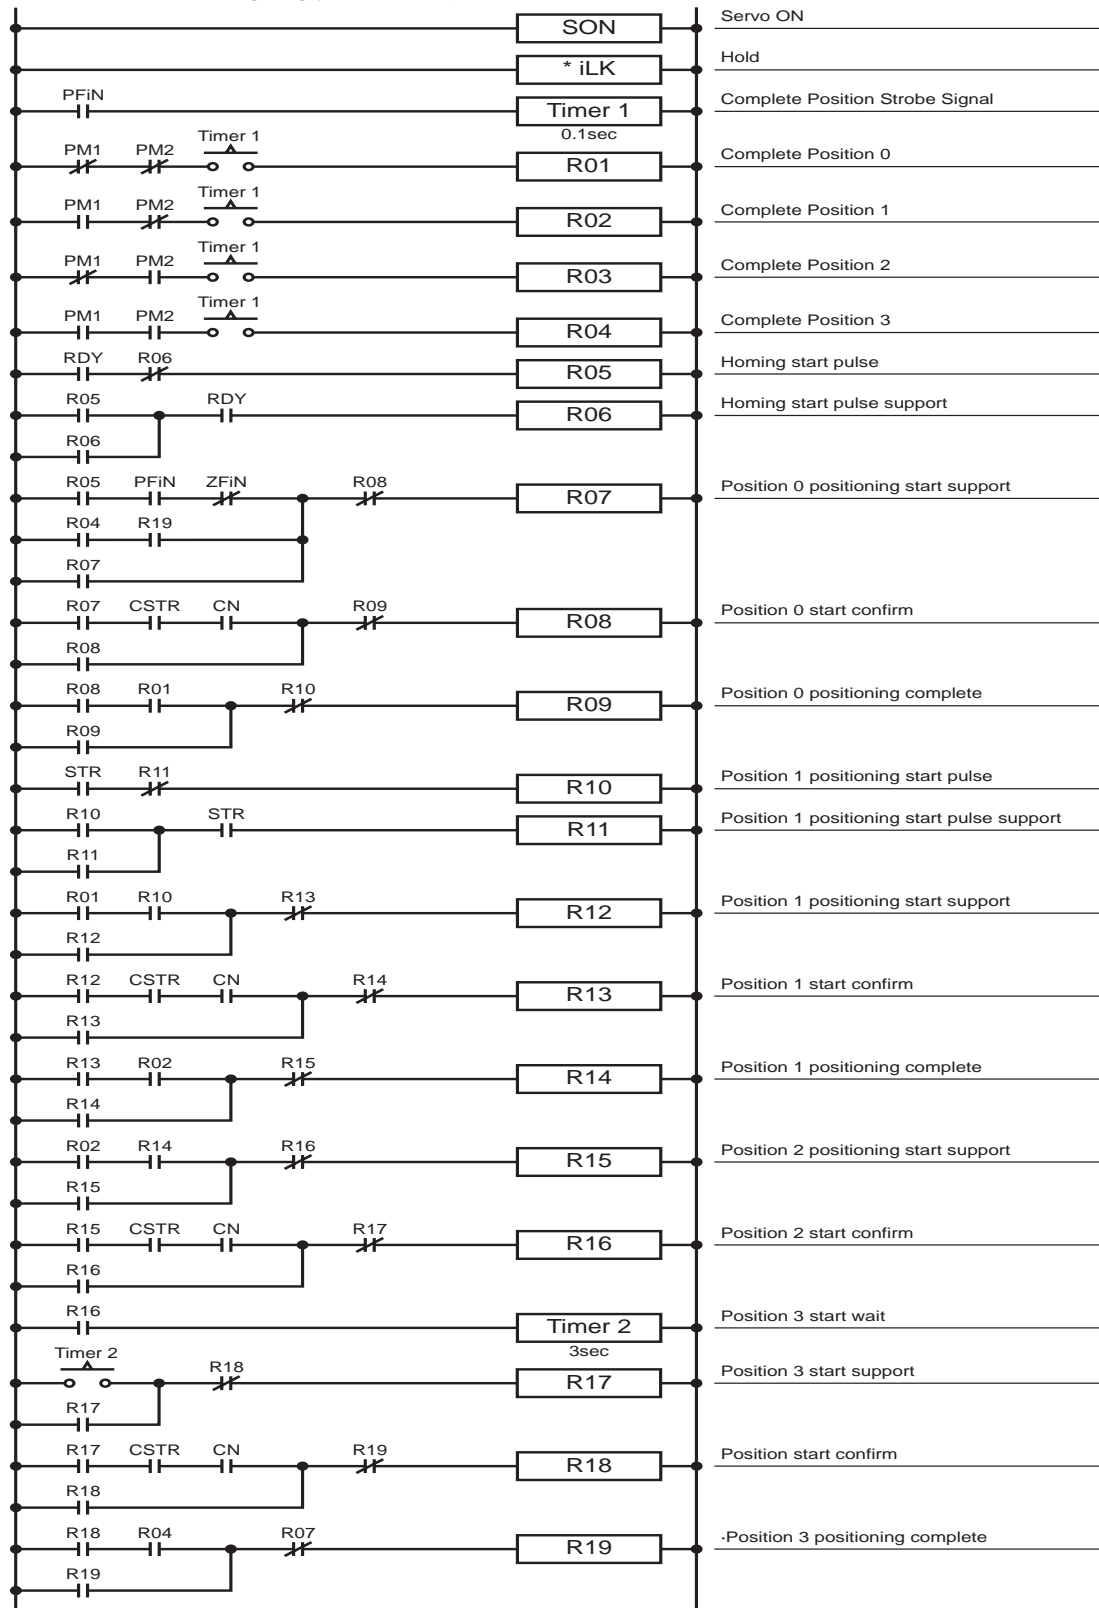 SON Servo ON
* iLK Hold
PFiN Timer 1 Complete Position Strobe Signal
0.1sec
Timer 1
PM1 PM2 R01 Complete Position 0
Timer 1
PM1 PM2 R02 Complete Position 1
Timer 1
PM1 PM2 R03 Complete Position 2
Timer 1
PM1 PM2 R04 Complete Position 3
RDY R06 R05 Homing start pulse
R05 RDY R06 Homing start pulse support
R06
R05 PFiN ZFiN R08 R07 Position 0 positioning start support
R04 R19
R07
R07 CSTR CN R09 R08 Position 0 start confirm
R08
R08 R01 R10 R09 Position 0 positioning complete
R09
STR R11 R10 Position 1 positioning start pulse
R10 STR R11 Position 1 positioning start pulse support
R11
R01 R10 R13 R12 Position 1 positioning start support
R12
R12 CSTR CN R14 R13 Position 1 start confirm
R13
R13 R02 R15 R14 Position 1 positioning complete
R14
R02 R14 R16 R15 Position 2 positioning start support
R15
R15 CSTR CN R17 R16 Position 2 start confirm
R16
R16 Timer 2 Position 3 start wait
3sec
Timer 2 R18 R17 Position 3 start support
R17
R17 CSTR CN R19 R18 Position start confirm
R18
R18 R04 R07 R19 ·Position 3 positioning complete
R19